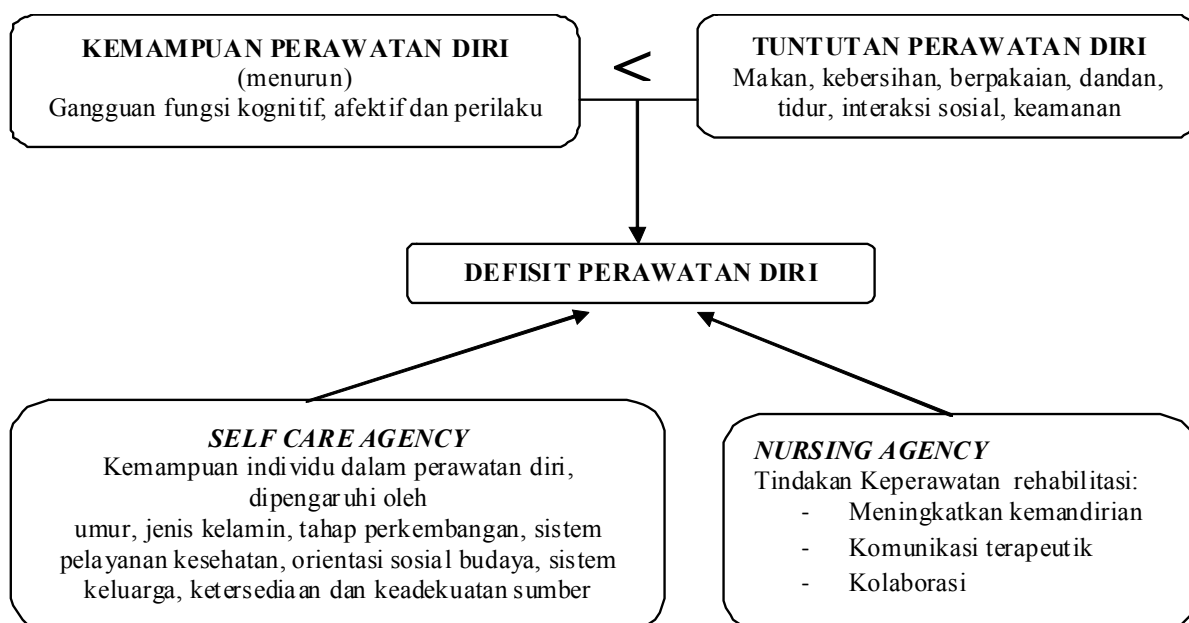 KEMAMPUAN PERAWATAN DIRI
(menurun)
Gangguan fungsi kognitif, afektif dan perilaku
<
TUNTUTAN PERAWATAN DIRI
Makan, kebersihan, berpakaian, dandan,
tidur, interaksi sosial, keamanan
DEFISIT PERAWATAN DIRI
SELF CARE AGENCY
Kemampuan individu dalam perawatan diri,
dipengaruhi oleh
umur, jenis kelamin, tahap perkembangan, sistem
pelayanan kesehatan, orientasi sosial budaya, sistem
keluarga, ketersediaan dan keadekuatan sumber
NURSING AGENCY
Tindakan Keperawatan rehabilitasi:
- Meningkatkan kemandirian
- Komunikasi terapeutik
- Kolaborasi